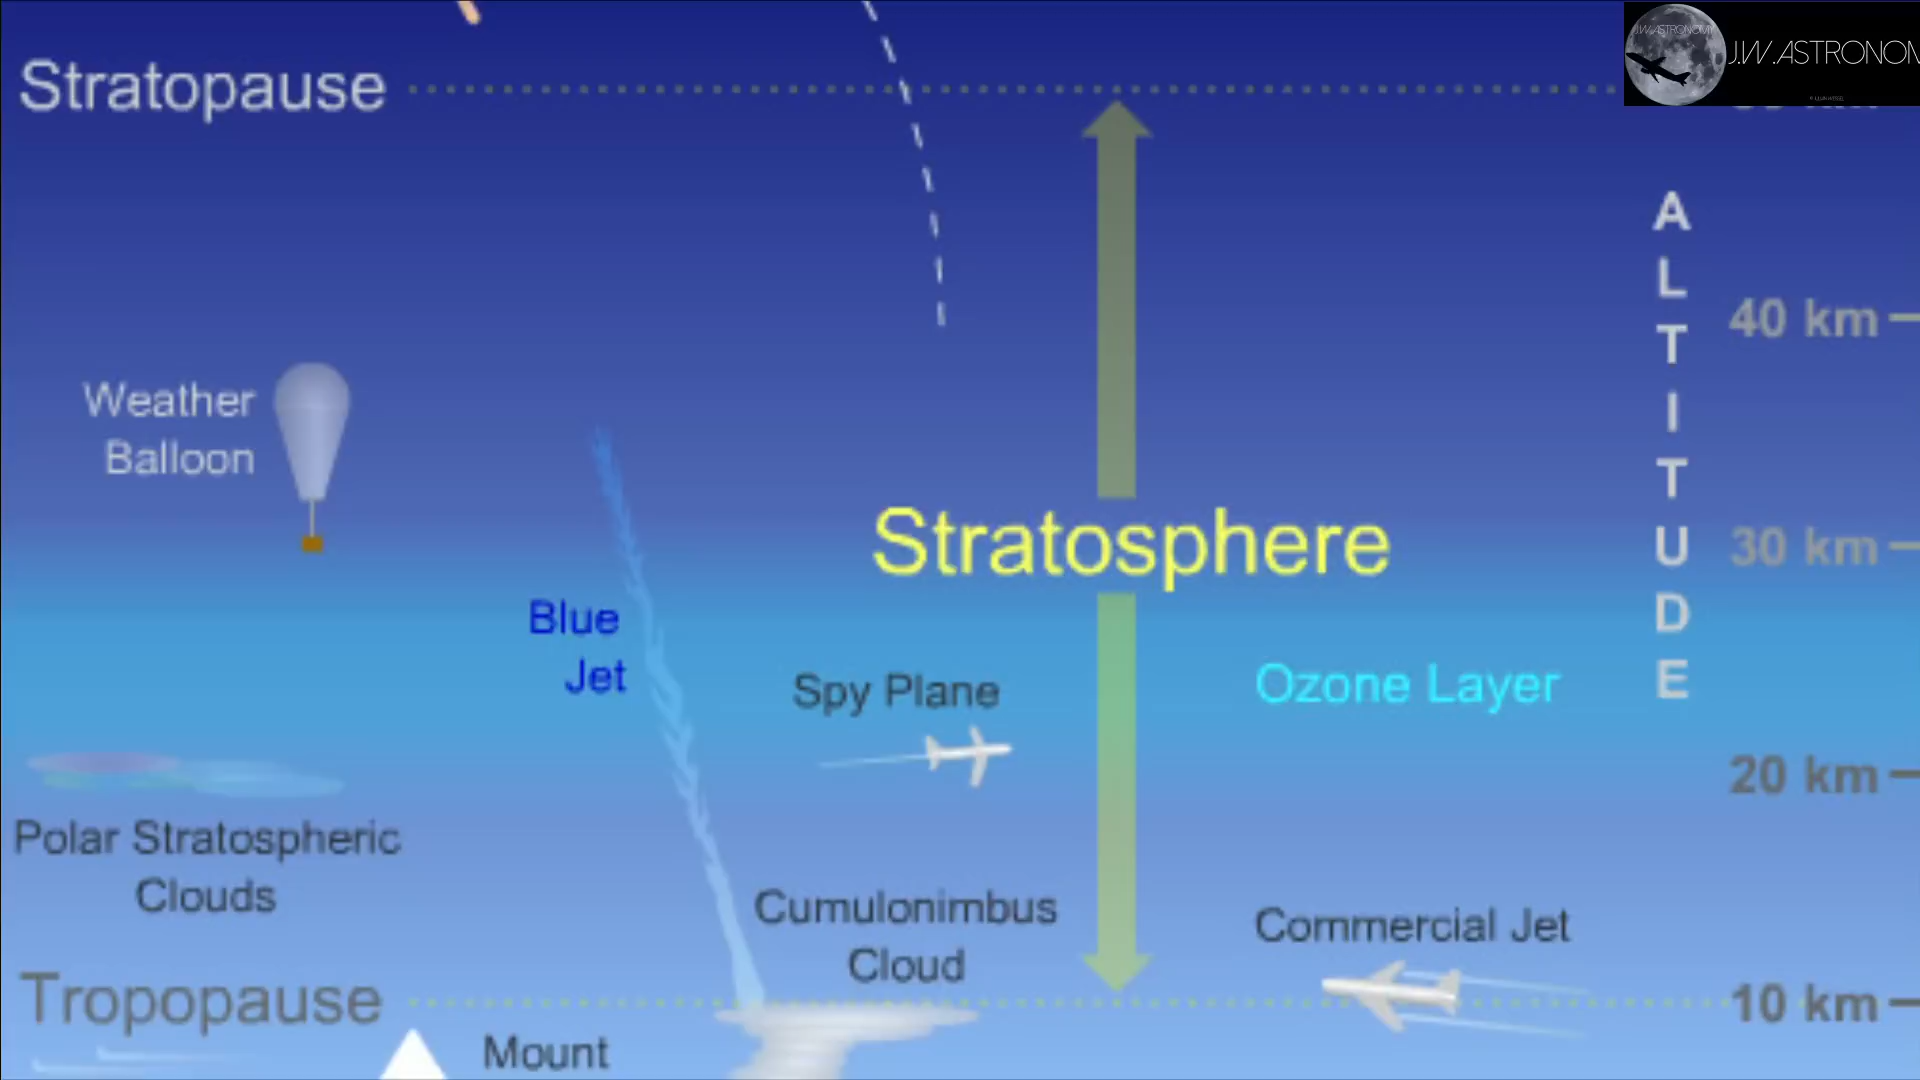 J.W.ASTRONOMY
J.W.ASTRONOM
Stratopause
A
L
T
I
T
U
D
E
40 km
Weather
Balloon
Stratosphere
30 km
Blue
Jet
Spy Plane
Ozone Layer
20 km
Polar Stratospheric
Clouds
Cumulonimbus
Cloud
Commercial Jet
Tropopause
10 km
Mount